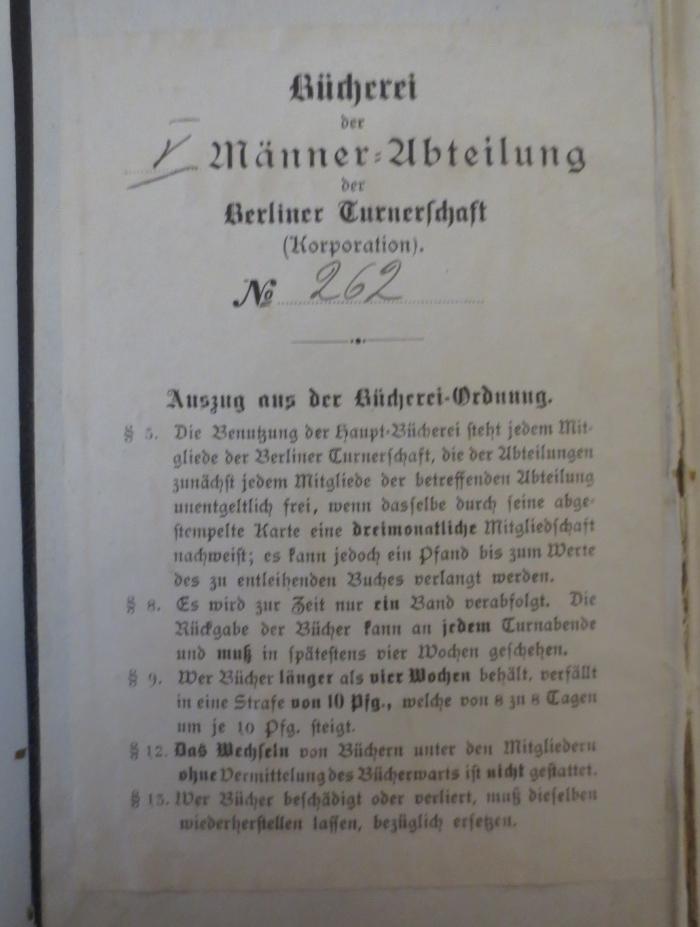 Bücherei
der
V Männer-Abteilung
der
Berliner Turnerschaft
(Korporation).
No 262
Auszug aus der Bücherei-Ordnung.
§ 5. Die Benutzung der Haupt-Bücherei steht jedem Mit-
gliede der Berliner Turnerschaft, die der Abteilungen
zunächst jedem Mitgliede der betreffenden Abteilung
unentgeltlich frei, wenn dasselbe durch seine abge-
stempelte Karte eine dreimonatliche Mitgliedschaft
nachweist; es kann jedoch ein Pfand bis zum Werte
des zu entleihenden Buches verlangt werden.
§ 8. Es wird zur Zeit nur ein Band verabfolgt. Die
Rückgabe der Bücher kann an jedem Turnabende
und muß in spätestens vier Wochen geschehen.
§ 9. Wer Bücher länger als vier Wochen behält, verfällt
in eine Strafe von 10 Pfg., welche von 8 zu 8 Tagen
um je 10 Pfg. steigt.
§ 12. Das Wechseln von Büchern unter den Mitgliedern
ohne Vermittelung des Bücherwarts ist nicht gestattet.
§ 13. Wer Bücher beschädigt oder verliert, muß dieselben
wiederherstellen lassen, bezüglich ersetzen.